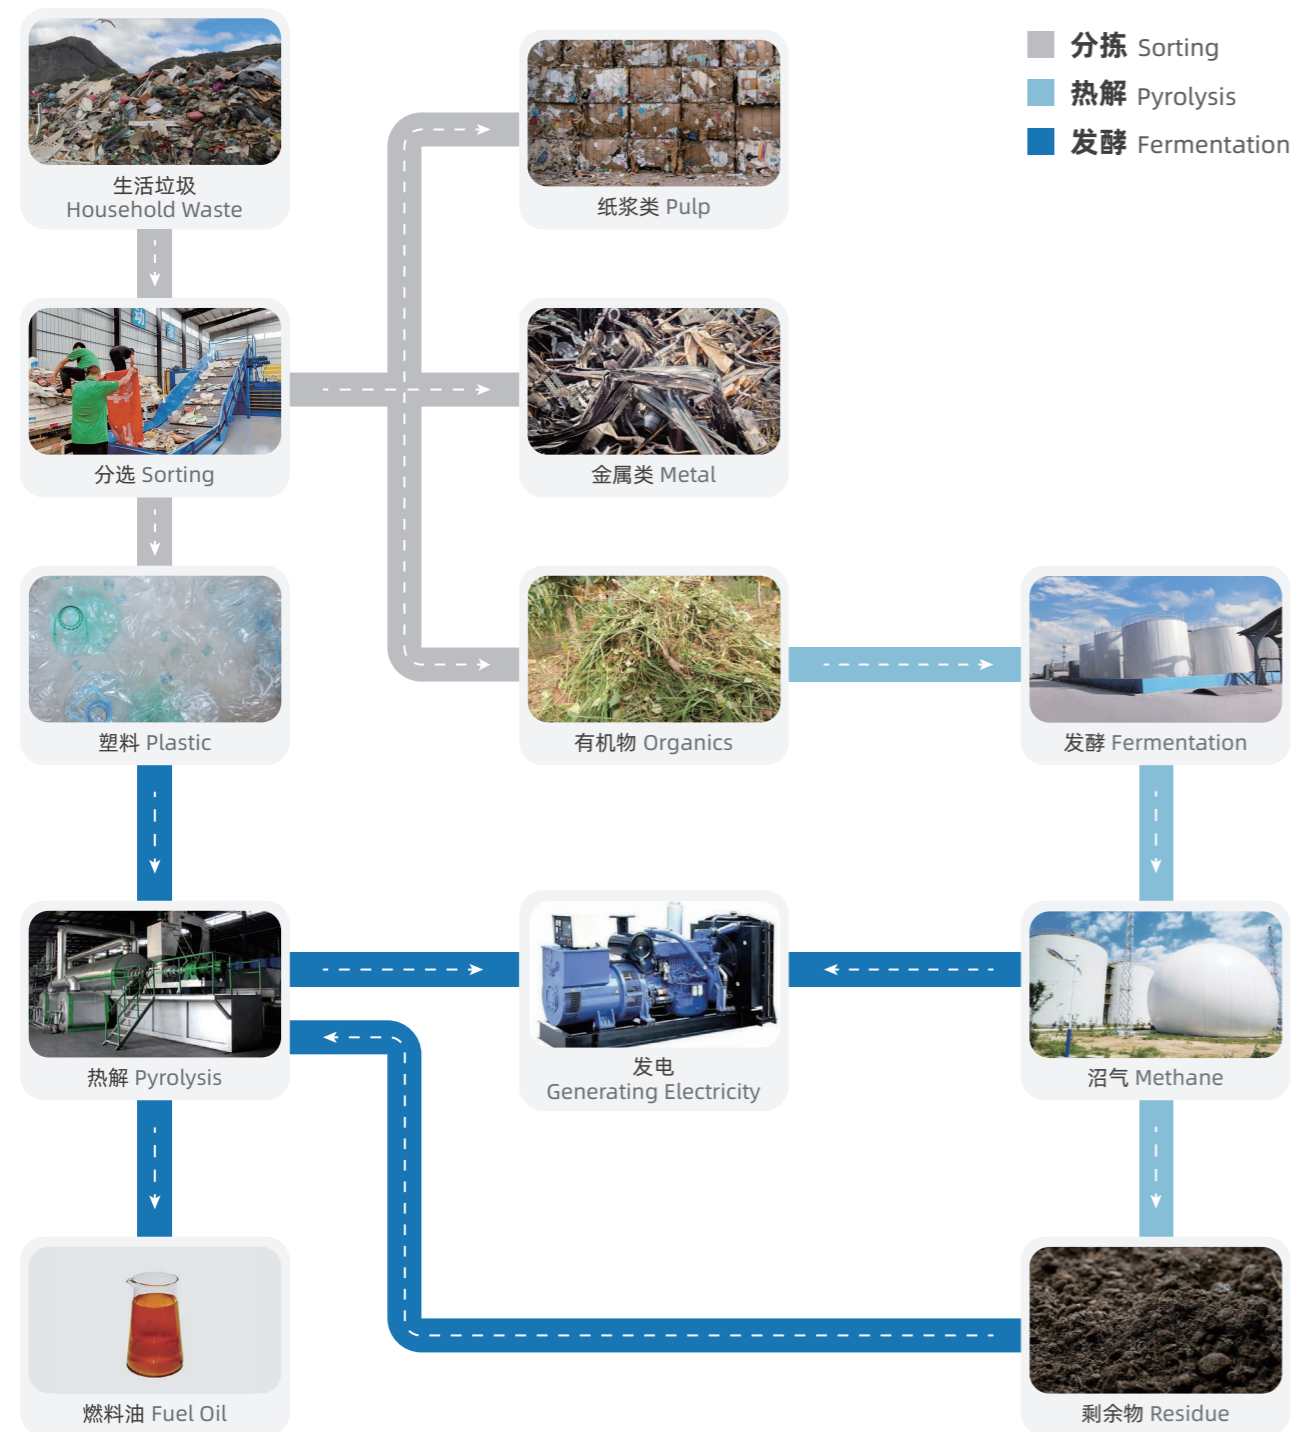 分拣 Sorting
热解 Pyrolysis
发酵 Fermentation
生活垃圾
Household Waste
纸浆类 Pulp
动
分选 Sorting
金属类 Metal
塑料 Plastic
有机物 Organics
发酵 Fermentation
热解 Pyrolysis
发电
Generating Electricity
沼气 Methane
燃料油 Fuel Oil
剩余物 Residue